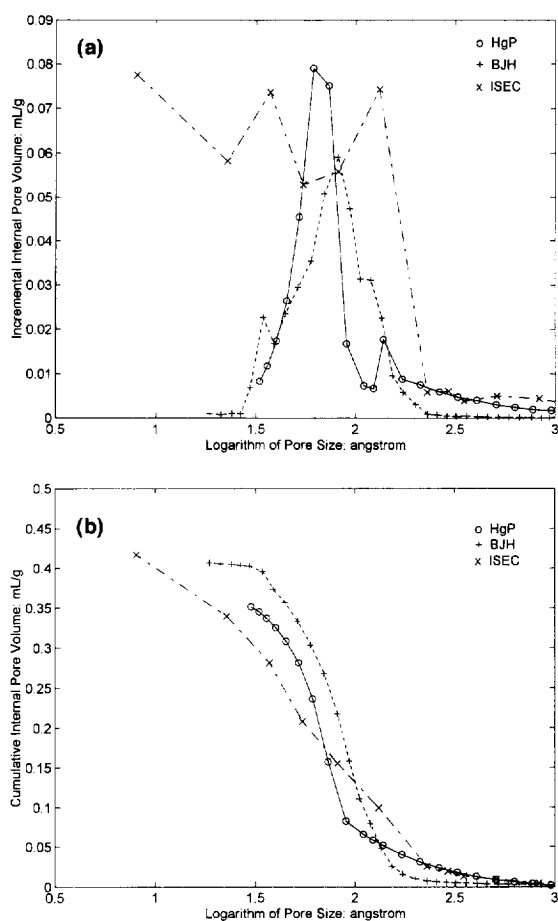 (a)
HgP
BJH
ISEC
0.09
0.08
0.07
0.06
0.05
0.04
0.03
0.02
0.01
0
0.5
1
1.5
2
2.5
3
Incremental Internal Pore Volume: mL/g
Logarithm of Pore Size: angstrom
(b)
HgP
BJH
ISEC
0.5
0.45
0.4
0.35
0.3
0.25
0.2
0.15
0.1
0.05
0
0.5
1
1.5
2
2.5
3
Cumulative Internal Pore Volume: mL/g
Logarithm of Pore Size: angstrom